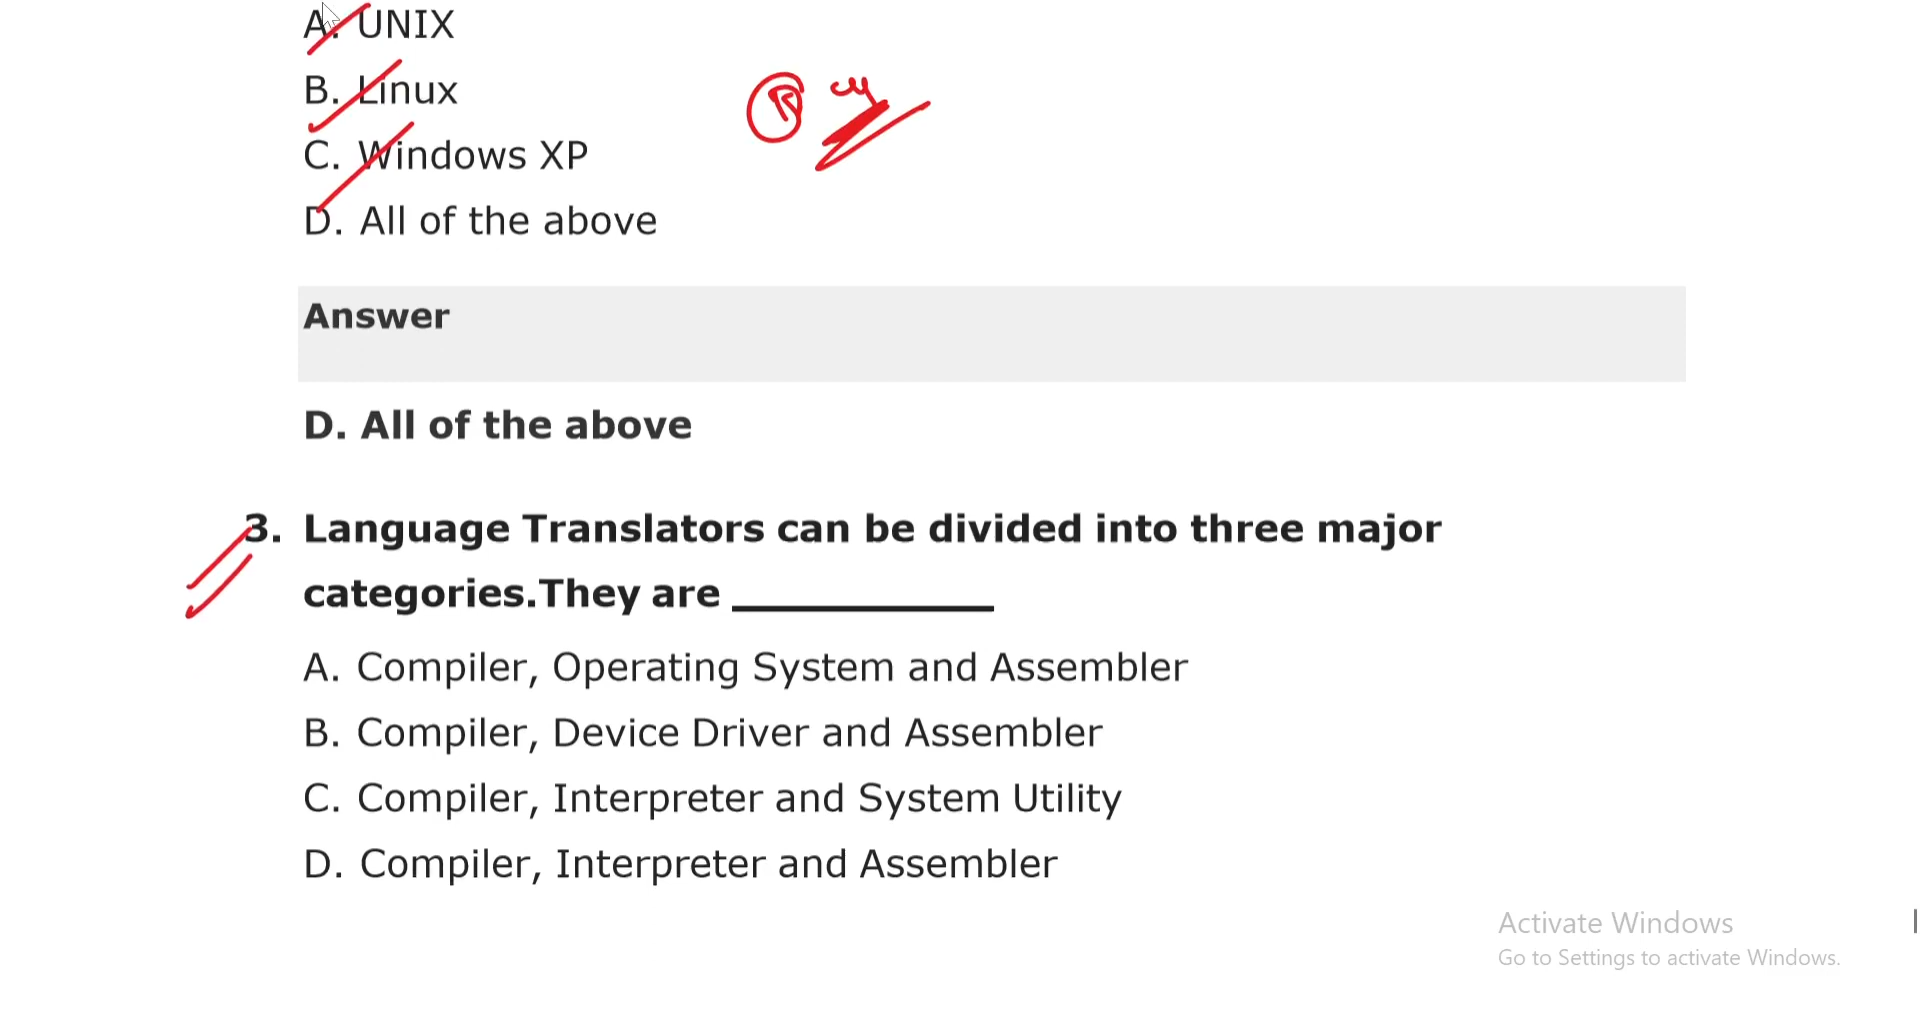 A. UNIX
B. Linux
C. Windows XP
D. All of the above
Answer
D. All of the above
3. Language Translators can be divided into three major
categories.They are ____________
A. Compiler, Operating System and Assembler
B. Compiler, Device Driver and Assembler
C. Compiler, Interpreter and System Utility
D. Compiler, Interpreter and Assembler
Activate Windows
Go to Settings to activate Windows.